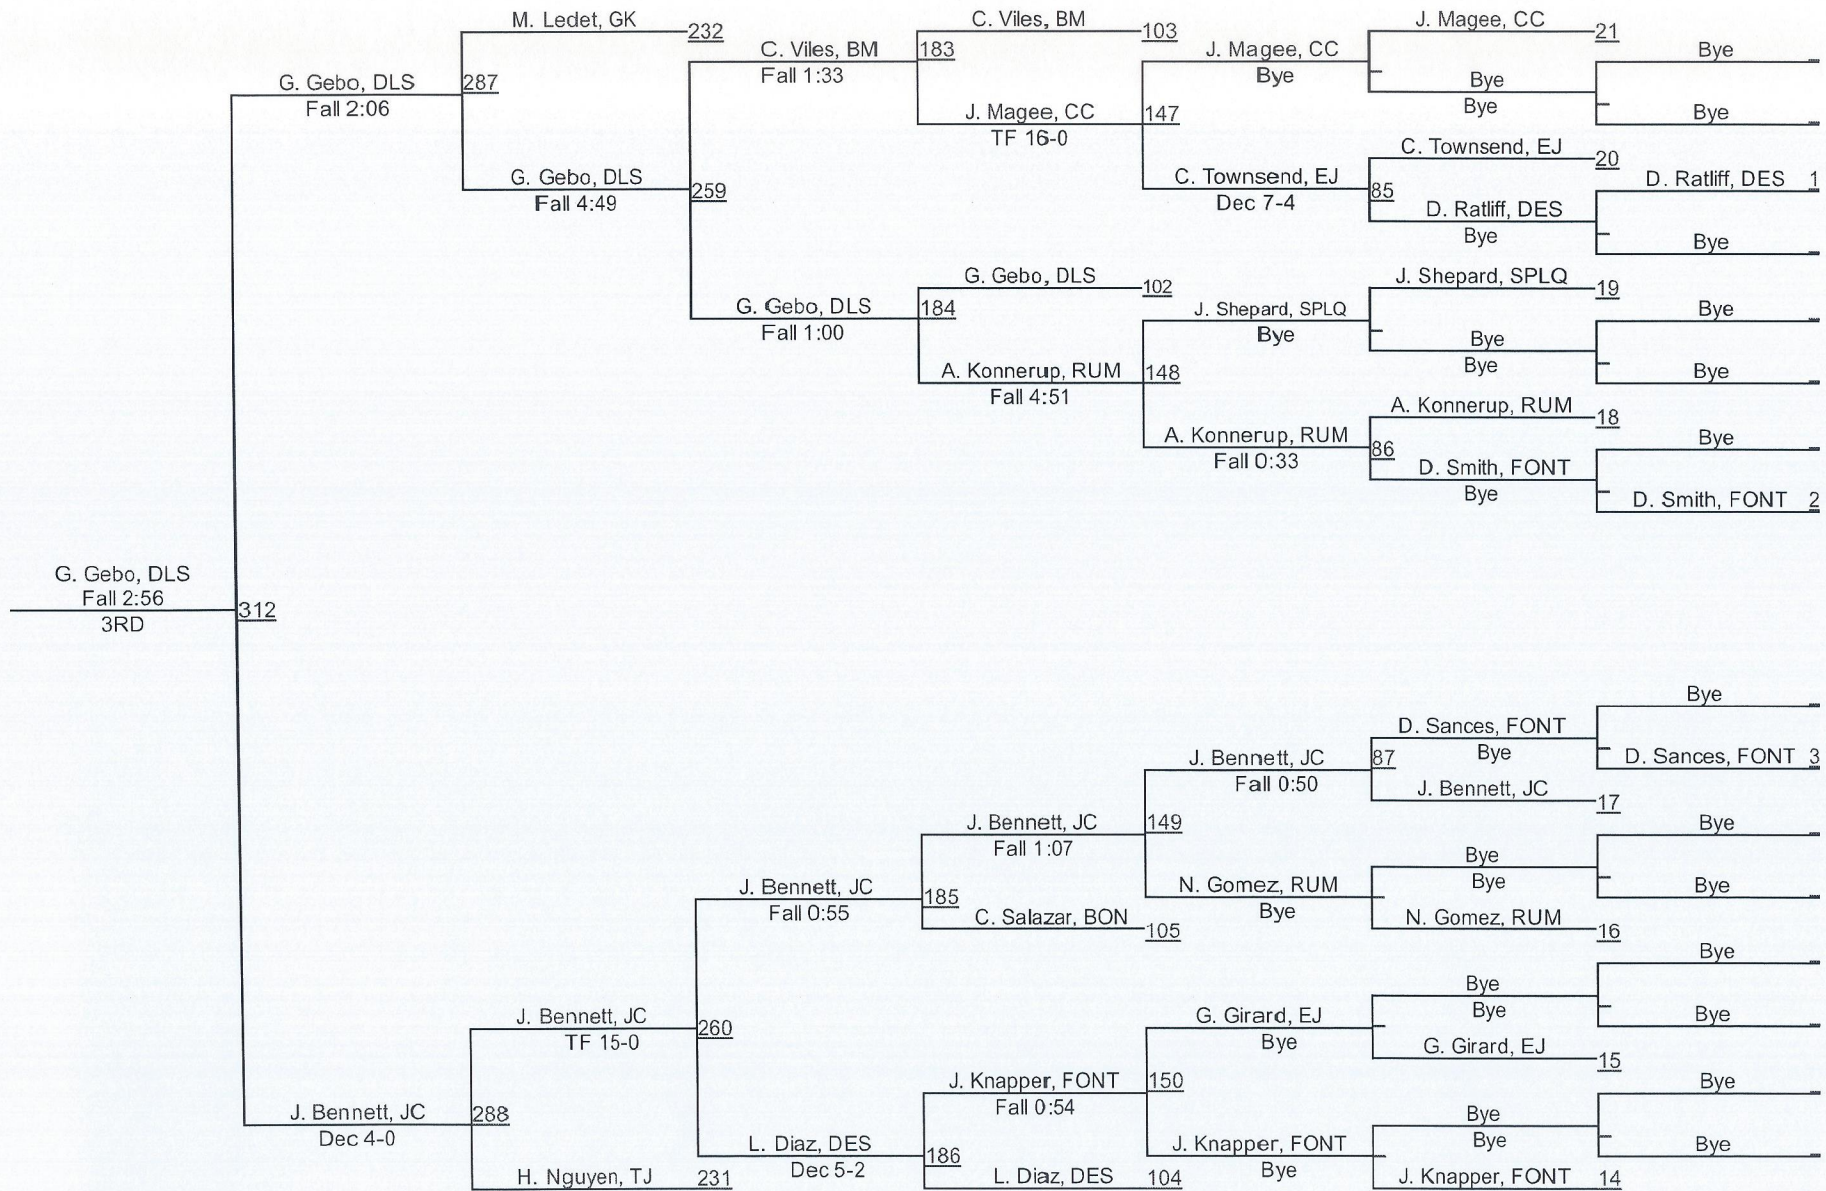 M. Ledet, GK 232
G. Gebo, DLS 287
Fall 2:06
G. Gebo, DLS 259
Fall 4:49
C. Viles, BM 183
Fall 1:33
C. Viles, BM 103
J. Magee, CC 147
TF 16-0
J. Magee, CC
Bye
J. Magee, CC 21
Bye
Bye
Bye
Bye
C. Townsend, EJ 85
Dec 7-4
C. Townsend, EJ 20
D. Ratliff, DES
Bye
D. Ratliff, DES 1
Bye
G. Gebo, DLS 184
Fall 1:00
G. Gebo, DLS 102
A. Konnerup, RUM 148
Fall 4:51
J. Shepard, SPLQ
Bye
J. Shepard, SPLQ 19
Bye
Bye
Bye
Bye
A. Konnerup, RUM 86
Fall 0:33
A. Konnerup, RUM 18
D. Smith, FONT
Bye
Bye
D. Smith, FONT 2
G. Gebo, DLS
Fall 2:56
312
3RD
J. Bennett, JC 288
Dec 4-0
J. Bennett, JC 260
TF 15-0
J. Bennett, JC 185
Fall 0:55
J. Bennett, JC 149
Fall 1:07
J. Bennett, JC 87
Fall 0:50
D. Sances, FONT
Bye
Bye
D. Sances, FONT 3
J. Bennett, JC 17
N. Gomez, RUM
Bye
Bye
Bye
Bye
Bye
N. Gomez, RUM 16
C. Salazar, BON 105
L. Diaz, DES 186
Dec 5-2
J. Knapper, FONT 150
Fall 0:54
G. Girard, EJ
Bye
Bye
Bye
Bye
Bye
G. Girard, EJ 15
J. Knapper, FONT
Bye
Bye
Bye
Bye
Bye
J. Knapper, FONT 14
L. Diaz, DES 104
H. Nguyen, TJ 231